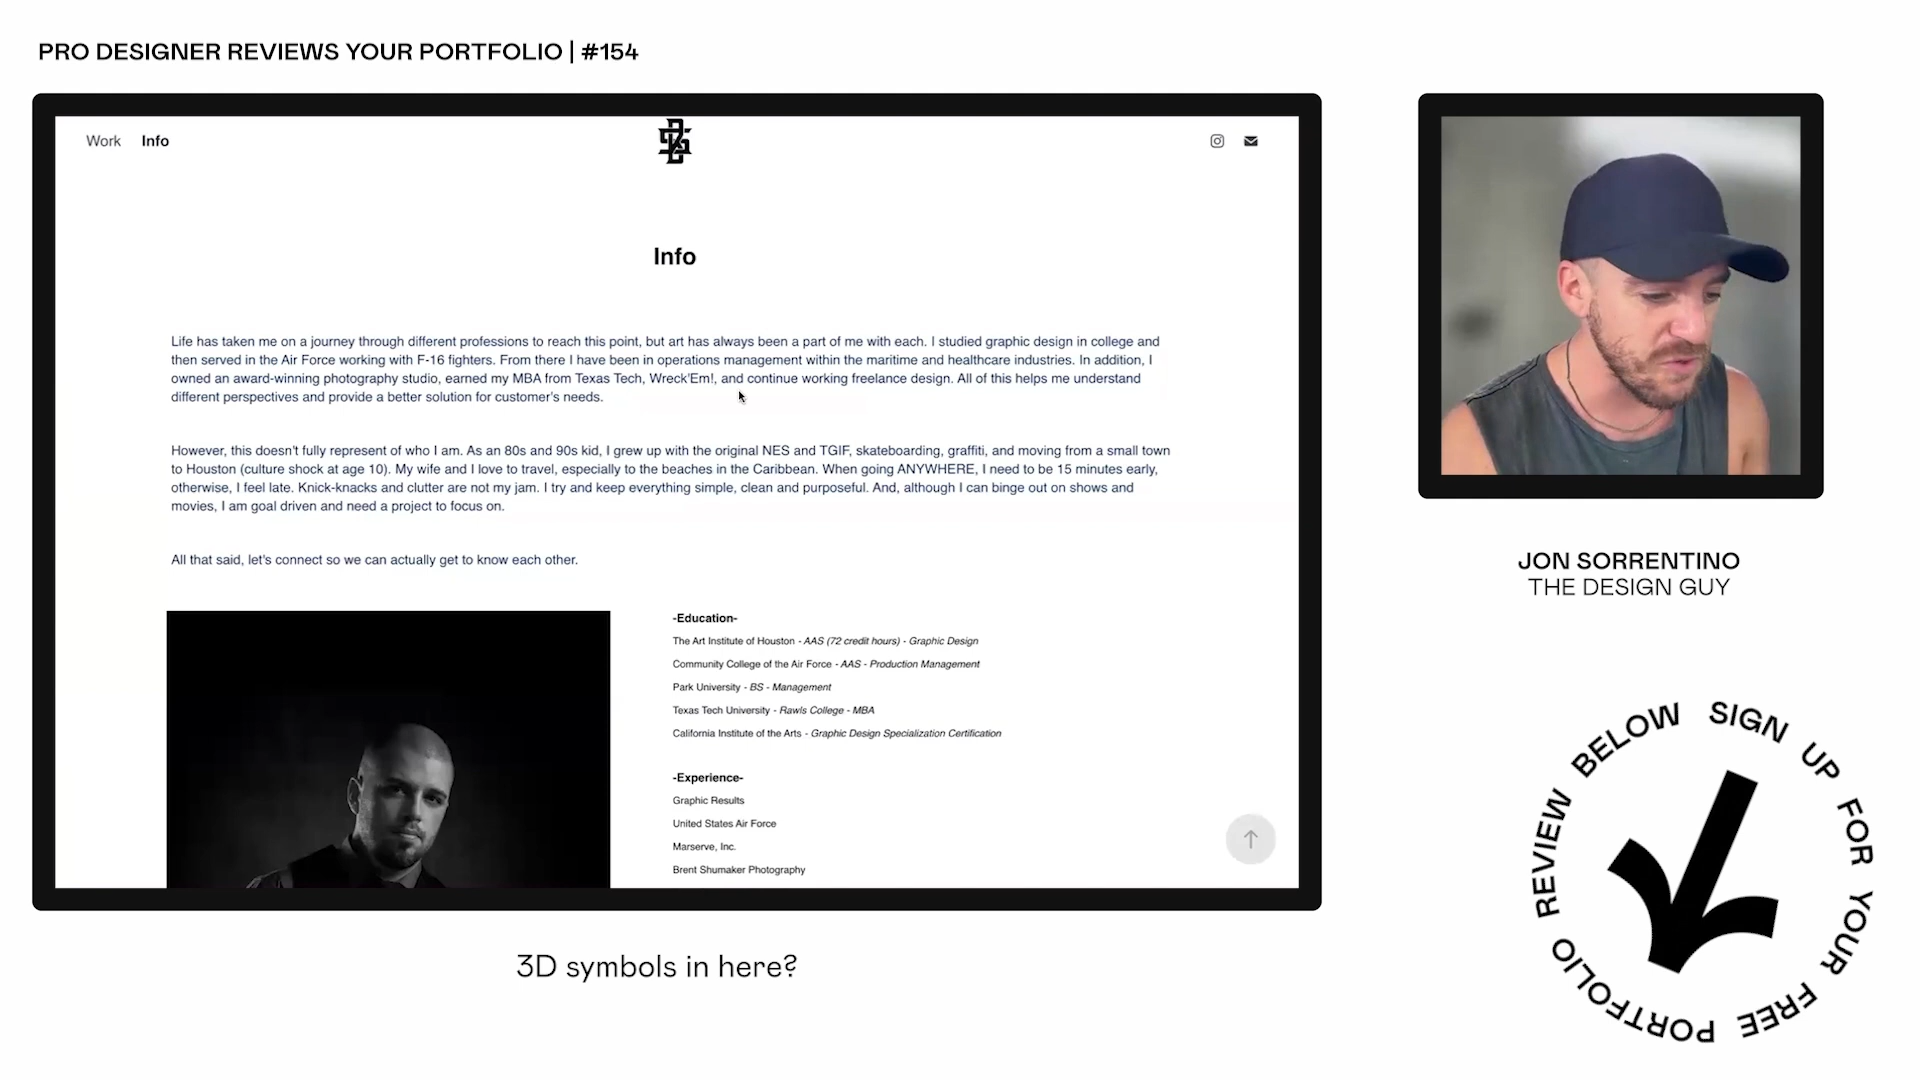 PRO DESIGNER REVIEWS YOUR PORTFOLIO | #154
Work Info
Info
Life has taken me on a journey through different professions to reach this point, but art has always been a part of me with each. I studied graphic design in college and
then served in the Air Force working with F-16 fighters. From there I have been in operations management within the maritime and healthcare industries. In addition, I
owned an award-winning photography studio, earned my MBA from Texas Tech, Wreck'Em!, and continue working freelance design. All of this helps me understand
different perspectives and provide a better solution for customer's needs.
However, this doesn't fully represent of who I am. As an 80s and 90s kid, I grew up with the original NES and TGIF, skateboarding, graffiti, and moving from a small town
to Houston (culture shock at age 10). My wife and I love to travel, especially to the beaches in the Caribbean. When going ANYWHERE, I need to be 15 minutes early,
otherwise, I feel late. Knick-knacks and clutter are not my jam. I try and keep everything simple, clean and purposeful. And, although I can binge out on shows and
movies, I am goal driven and need a project to focus on.
All that said, let's connect so we can actually get to know each other.
-Education-
The Art Institute of Houston - AAS (72 credit hours) - Graphic Design
Community College of the Air Force - AAS - Production Management
Park University - BS - Management
Texas Tech University - Rawls College - MBA
California Institute of the Arts - Graphic Design Specialization Certification
-Experience-
Graphic Results
United States Air Force
Marserve, Inc.
Brent Shumaker Photography
JON SORRENTINO
THE DESIGN GUY
SIGN UP FOR YOUR FREE PORTFOLIO REVIEW BELOW
3D symbols in here?